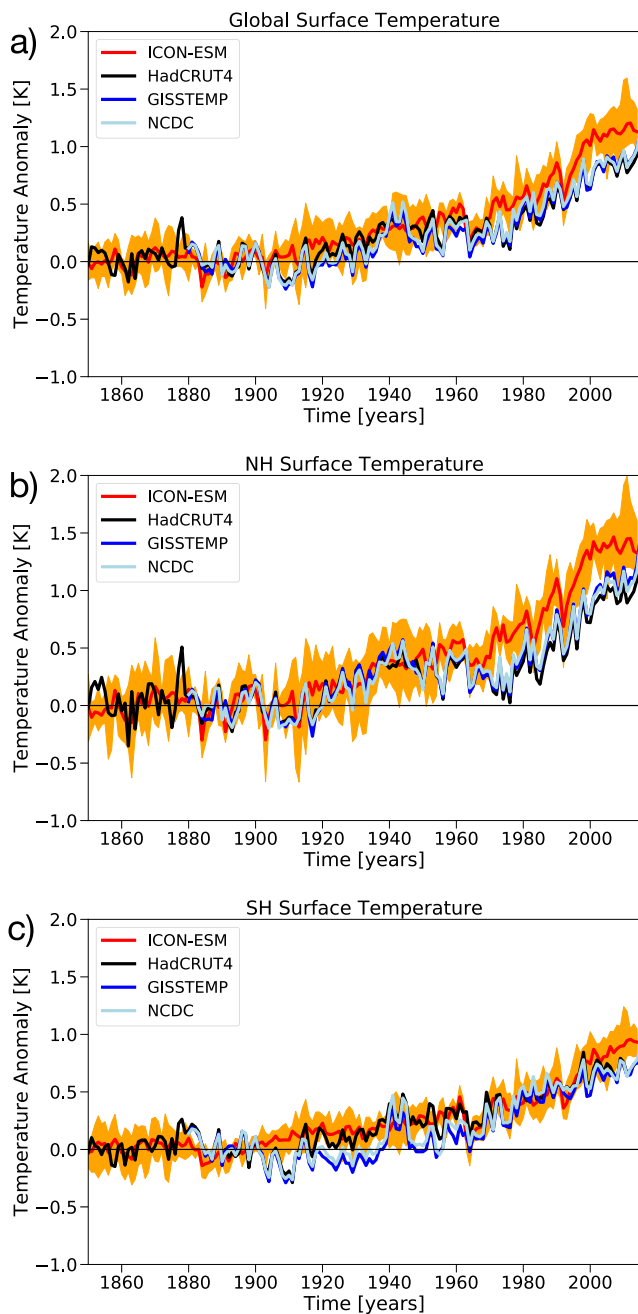 Global Surface Temperature
a)
2.0
1.5
1.0
0.5
0.0
−0.5
−1.0
Temperature Anomaly [K]
ICON-ESM
HadCRUT4
GISSTEMP
NCDC
1860 1880 1900 1920 1940 1960 1980 2000
Time [years]
NH Surface Temperature
b)
2.0
1.5
1.0
0.5
0.0
−0.5
−1.0
Temperature Anomaly [K]
ICON-ESM
HadCRUT4
GISSTEMP
NCDC
1860 1880 1900 1920 1940 1960 1980 2000
Time [years]
SH Surface Temperature
c)
2.0
1.5
1.0
0.5
0.0
−0.5
−1.0
Temperature Anomaly [K]
ICON-ESM
HadCRUT4
GISSTEMP
NCDC
1860 1880 1900 1920 1940 1960 1980 2000
Time [years]